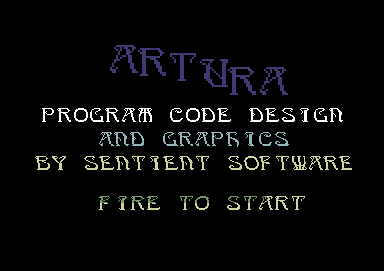 ARTURA
PROGRAM CODE DESIGN
AND GRAPHICS
BY SENTIENT SOFTWARE
FIRE TO START